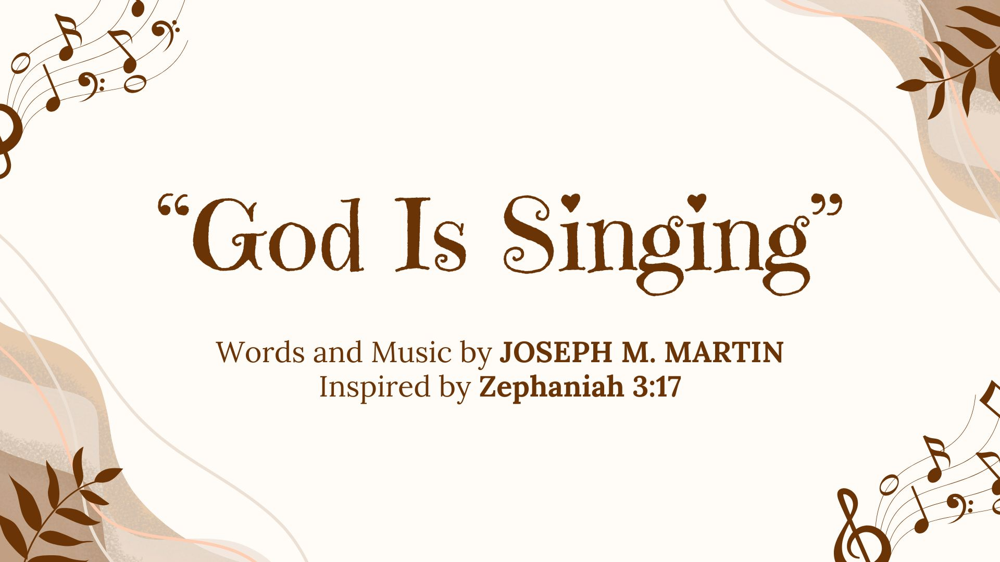 “God Is Singing”
Words and Music by JOSEPH M. MARTIN
Inspired by Zephaniah 3:17